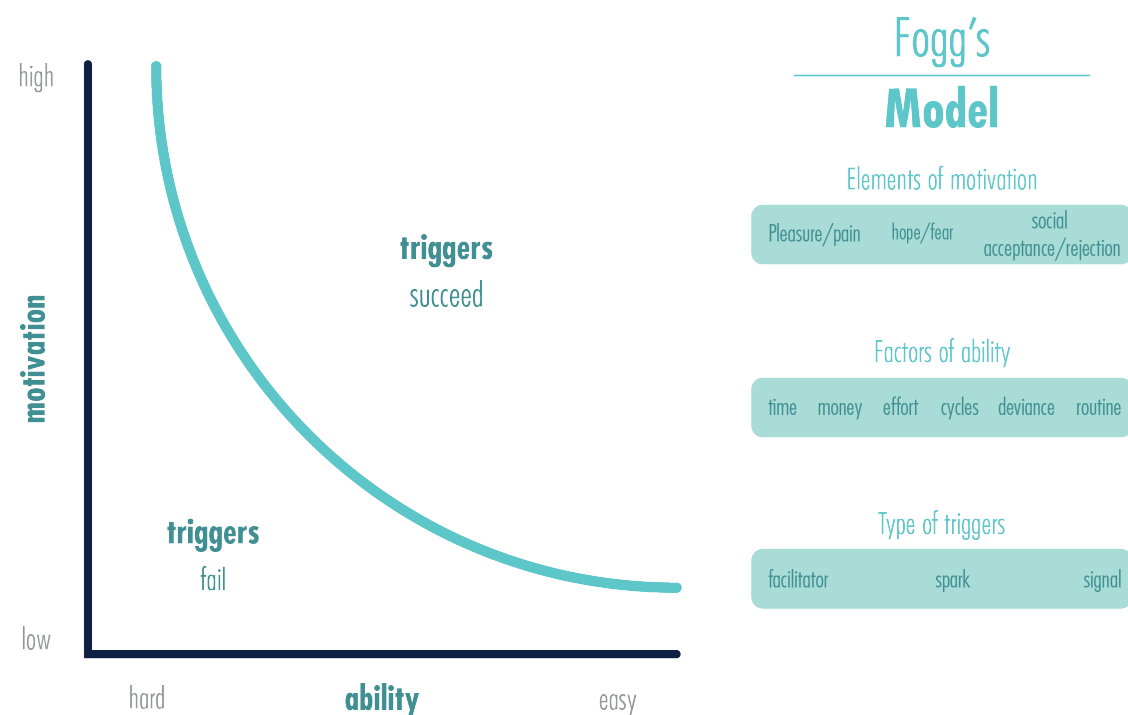 high
motivation
low
triggers
succeed
triggers
fail
hard
ability
easy
Fogg's
Model
Elements of motivation
Pleasure/pain hope/fear social
acceptance/rejection
Factors of ability
time money effort cycles deviance routine
Type of triggers
facilitator spark signal